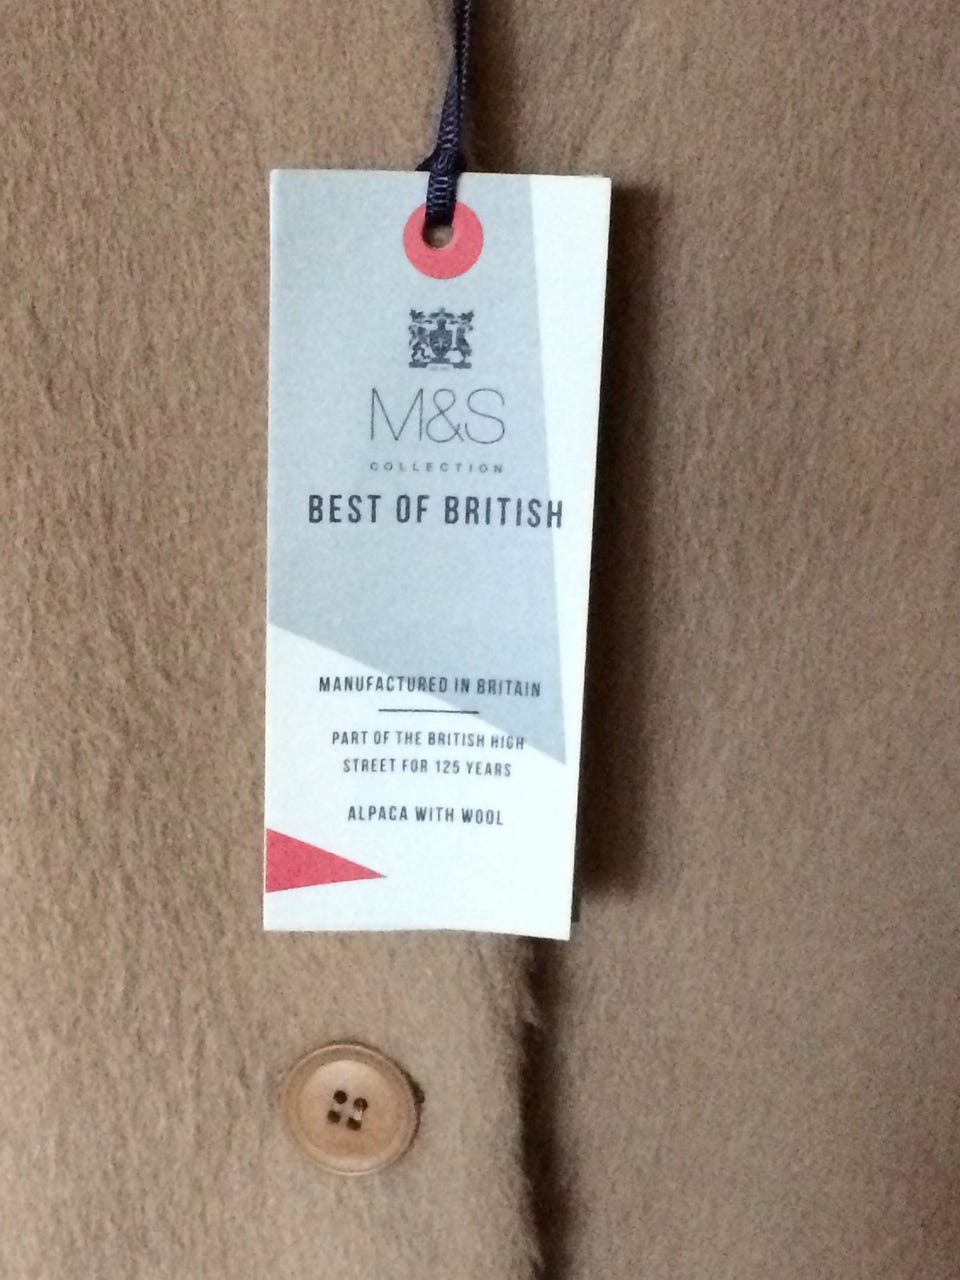 M&S
COLLECTION
BEST OF BRITISH
MANUFACTURED IN BRITAIN
PART OF THE BRITISH HIGH
STREET FOR 125 YEARS
ALPACA WITH WOOL